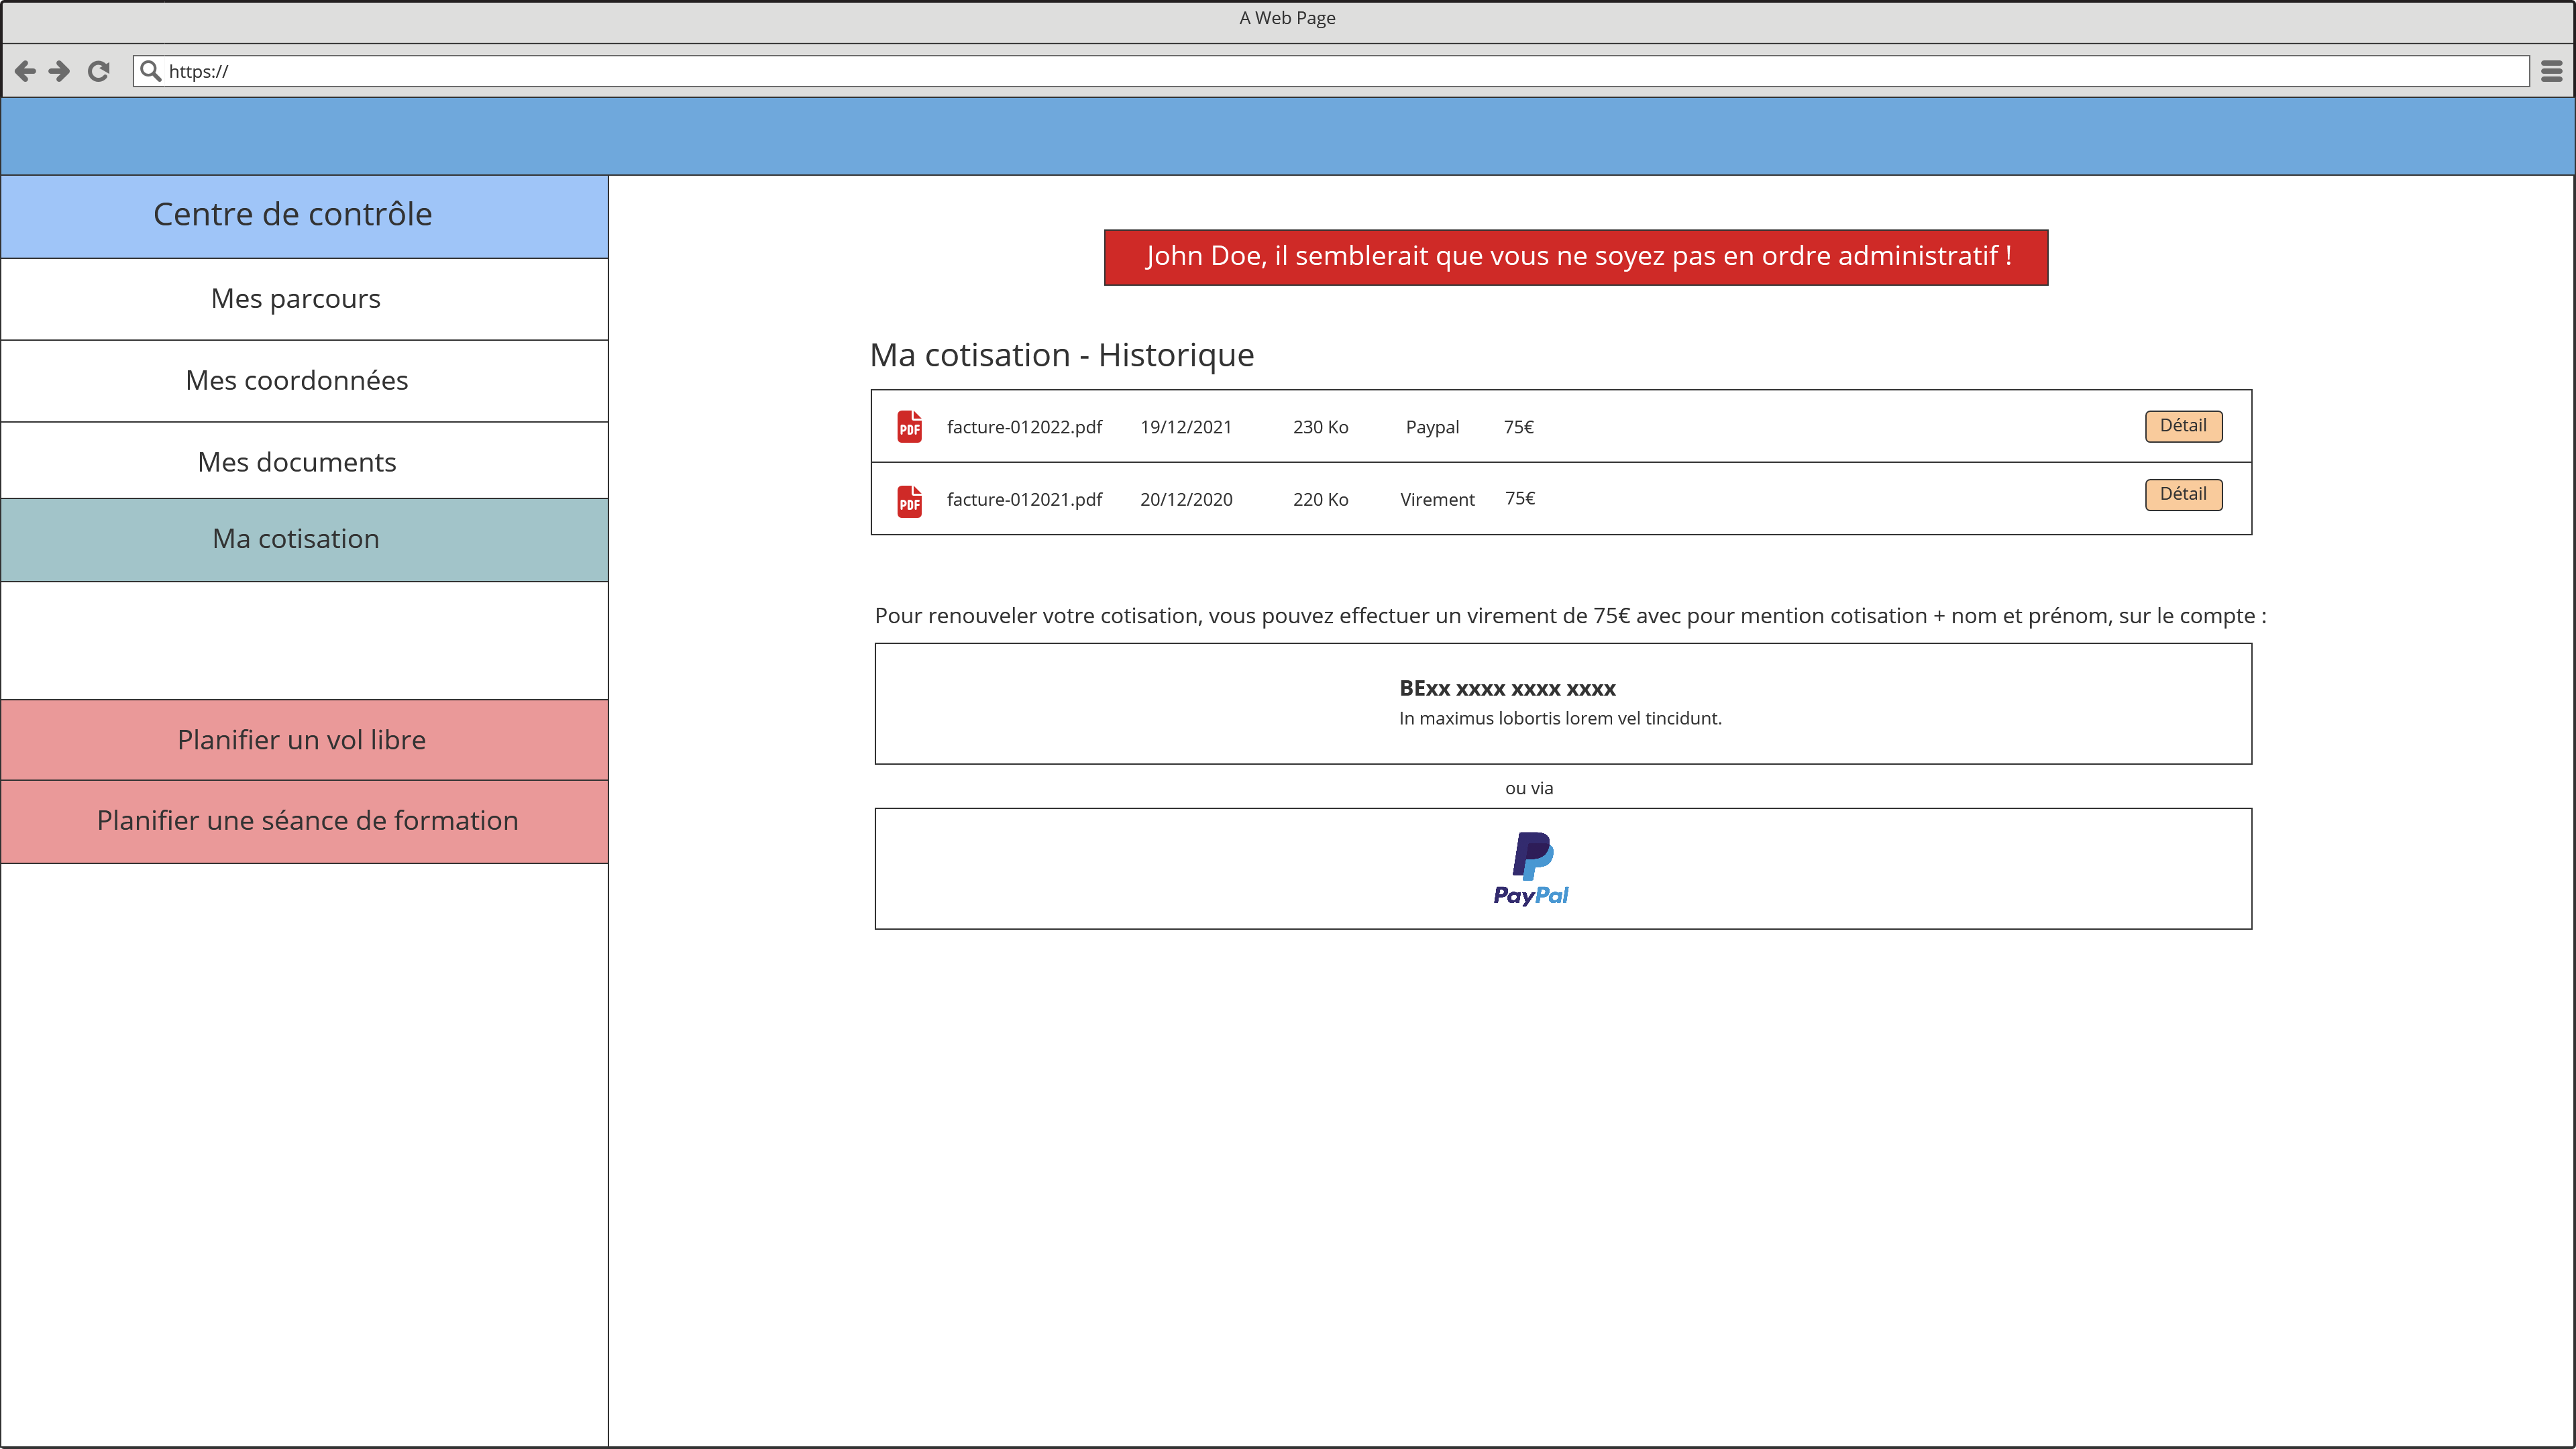 A Web Page
https://
Centre de contrôle
Mes parcours
Mes coordonnées
Mes documents
Ma cotisation
Planifier un vol libre
Planifier une séance de formation
John Doe, il semblerait que vous ne soyez pas en ordre administratif !
Ma cotisation - Historique
PDF facture-012022.pdf 19/12/2021 230 Ko Paypal 75€ Détail
PDF facture-012021.pdf 20/12/2020 220 Ko Virement 75€ Détail
Pour renouveler votre cotisation, vous pouvez effectuer un virement de 75€ avec pour mention cotisation + nom et prénom, sur le compte :
BExx xxxx xxxx xxxx
In maximus lobortis lorem vel tincidunt.
ou via
PayPal